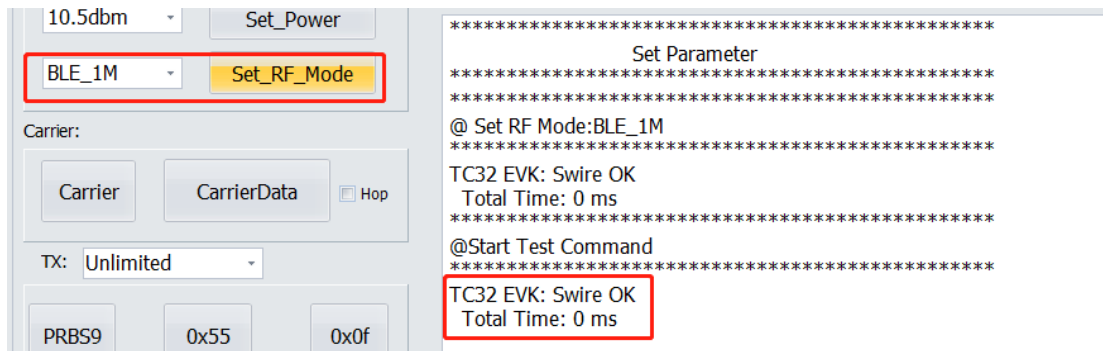 10.5dbm
Set_Power
BLE_1M
Set_RF_Mode
Carrier:
Carrier
CarrierData
Hop
TX:
Unlimited
PRBS9
0x55
0x0f
**************************************************
Set Parameter
**************************************************
**************************************************
@ Set RF Mode:BLE_1M
**************************************************
TC32 EVK: Swire OK
Total Time: 0 ms
**************************************************
@Start Test Command
**************************************************
TC32 EVK: Swire OK
Total Time: 0 ms